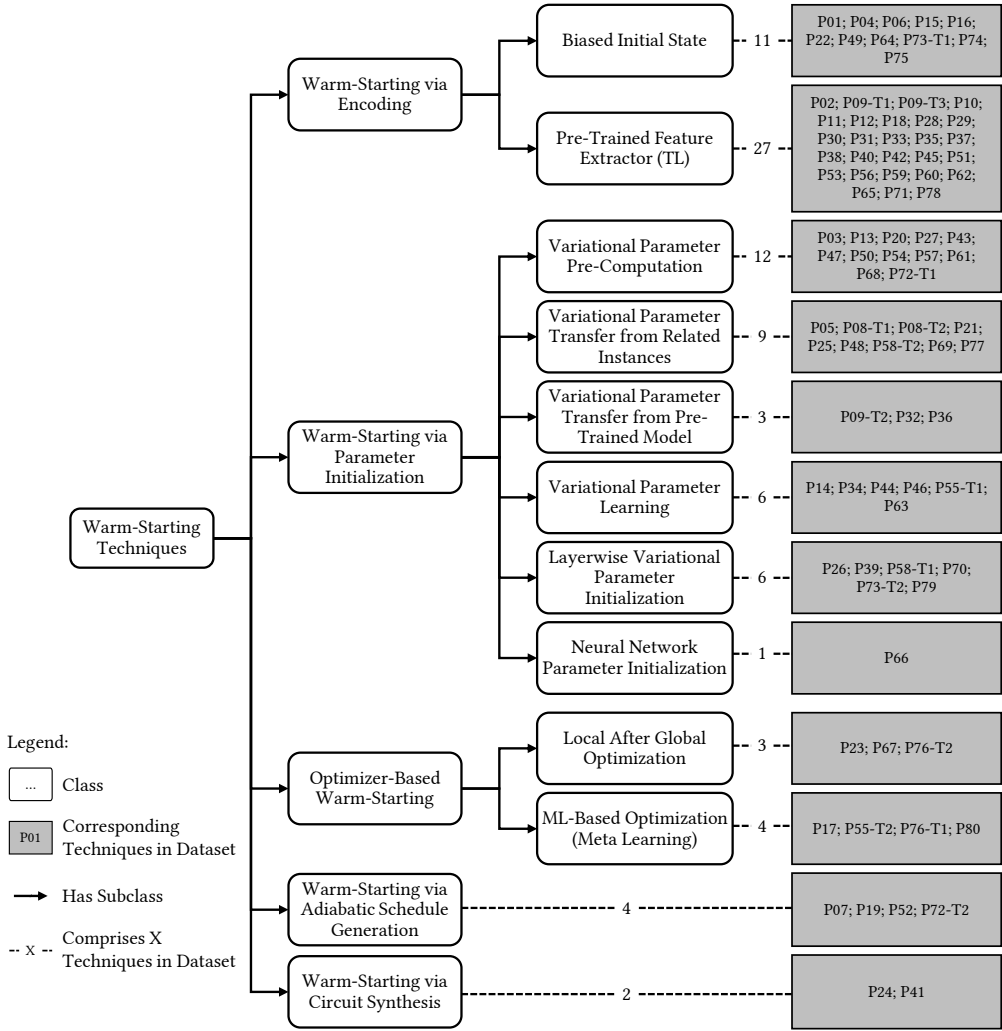 Warm-Starting
Techniques
Warm-Starting via
Encoding
Biased Initial State
11
P01; P04; P06; P15; P16;
P22; P49; P64; P73-T1; P74;
P75
Pre-Trained Feature
Extractor (TL)
27
P02; P09-T1; P09-T3; P10;
P11; P12; P18; P28; P29;
P30; P31; P33; P35; P37;
P38; P40; P42; P45; P51;
P53; P56; P59; P60; P62;
P65; P71; P78
Warm-Starting via
Parameter
Initialization
Variational Parameter
Pre-Computation
12
P03; P13; P20; P27; P43;
P47; P50; P54; P57; P61;
P68; P72-T1
Variational Parameter
Transfer from Related
Instances
9
P05; P08-T1; P08-T2; P21;
P25; P48; P58-T2; P69; P77
Variational Parameter
Transfer from Pre-
Trained Model
3
P09-T2; P32; P36
Variational Parameter
Learning
6
P14; P34; P44; P46; P55-T1;
P63
Layerwise Variational
Parameter
Initialization
6
P26; P39; P58-T1; P70;
P73-T2; P79
Neural Network
Parameter Initialization
1
P66
Optimizer-Based
Warm-Starting
Local After Global
Optimization
3
P23; P67; P76-T2
ML-Based Optimization
(Meta Learning)
4
P17; P55-T2; P76-T1; P80
Warm-Starting via
Adiabatic Schedule
Generation
4
P07; P19; P52; P72-T2
Warm-Starting via
Circuit Synthesis
2
P24; P41
Legend:
...
Class
P01
Corresponding
Techniques in Dataset
Has Subclass
-- X --
Comprises X
Techniques in Dataset